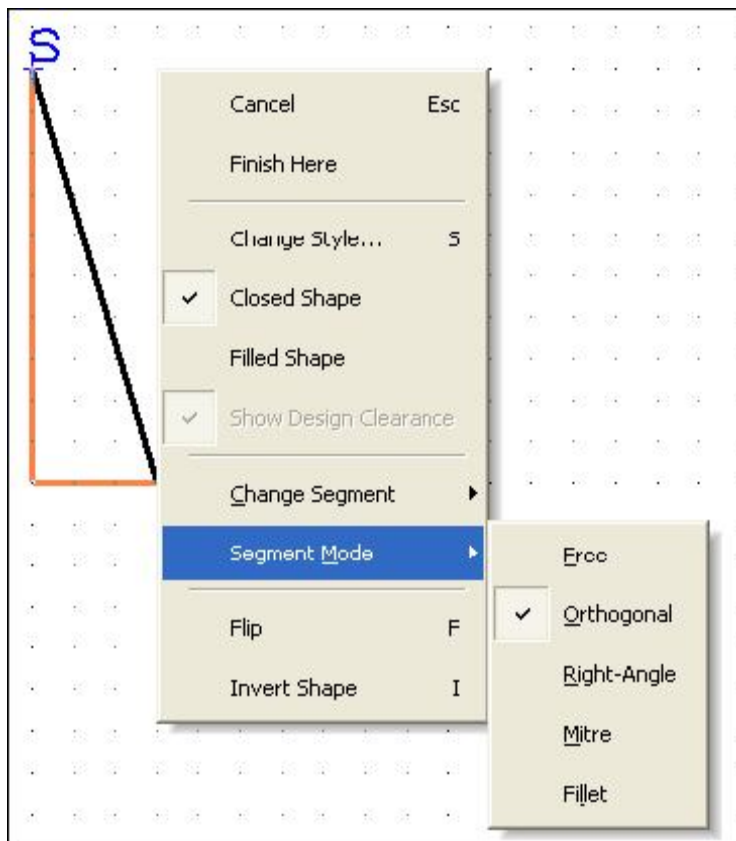 S
Cancel Esc
Finish Here
Change Style... S
Closed Shape
Filled Shape
Show Design Clearance
Change Segment
Segment Mode
Flip F
Invert Shape I
Free
Orthogonal
Right-Angle
Mitre
Fillet